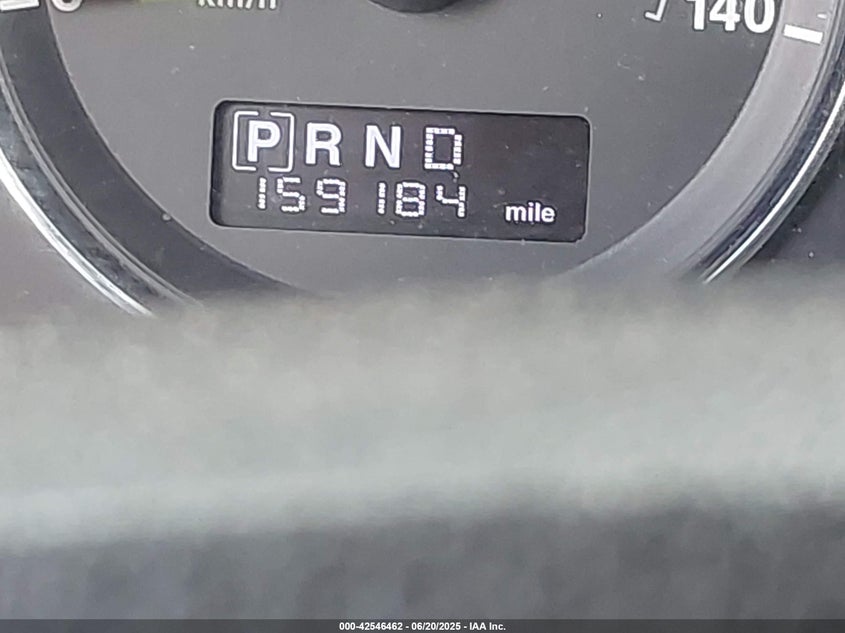 km/h
140
[P] R N D
159184 mile
000-42546462 - 06/20/2025 - IAA Inc.